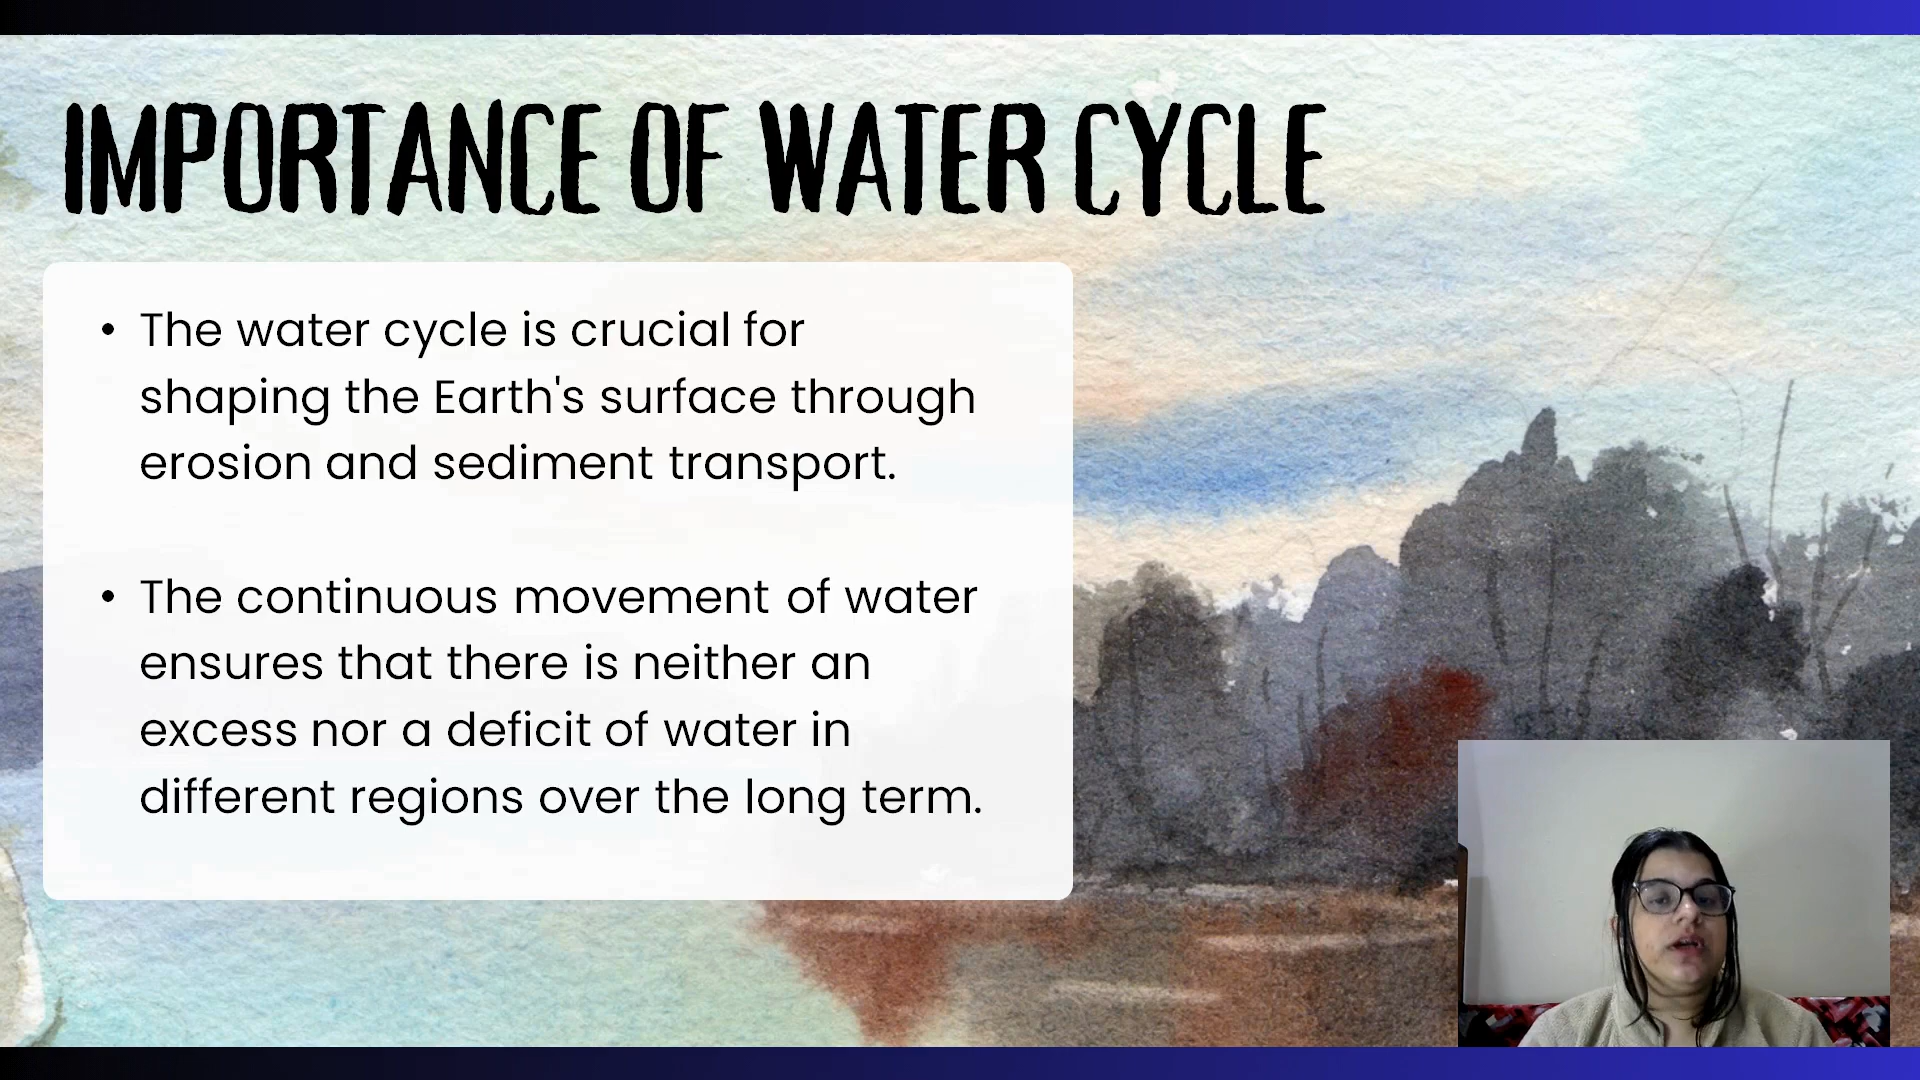 IMPORTANCE OF WATER CYCLE
• The water cycle is crucial for
shaping the Earth's surface through
erosion and sediment transport.
• The continuous movement of water
ensures that there is neither an
excess nor a deficit of water in
different regions over the long term.